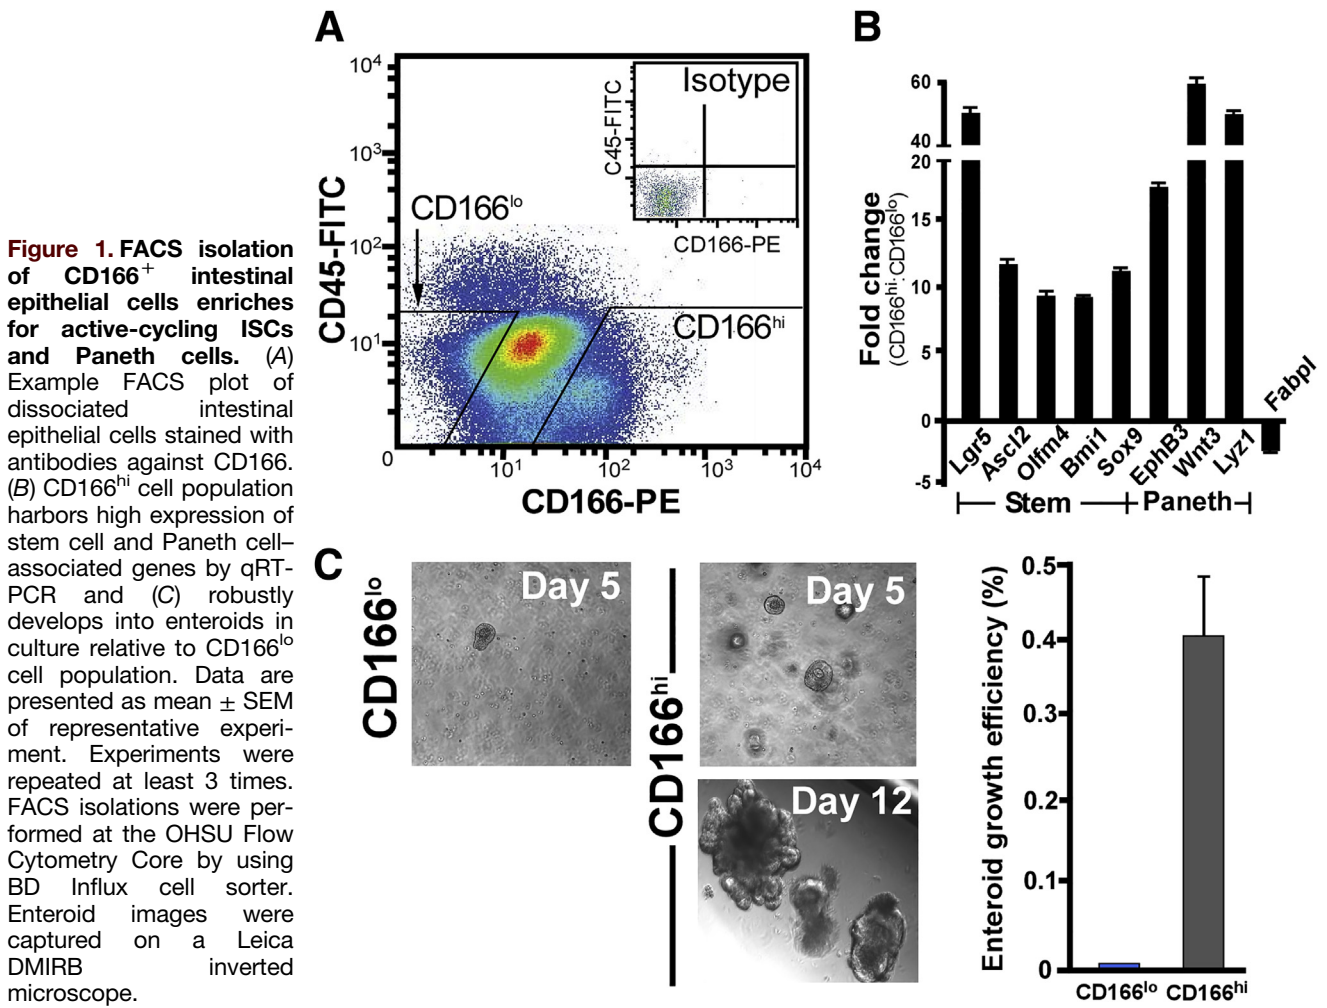 Figure 1. FACS isolation
of CD166+ intestinal
epithelial cells enriches
for active-cycling ISCs
and Paneth cells. (A)
Example FACS plot of
dissociated intestinal
epithelial cells stained with
antibodies against CD166.
(B) CD166hi cell population
harbors high expression of
stem cell and Paneth cell–
associated genes by qRT-
PCR and (C) robustly
develops into enteroids in
culture relative to CD166lo
cell population. Data are
presented as mean ± SEM
of representative experi-
ment. Experiments were
repeated at least 3 times.
FACS isolations were per-
formed at the OHSU Flow
Cytometry Core by using
BD Influx cell sorter.
Enteroid images were
captured on a Leica
DMIRB inverted
microscope.
A
CD45-FITC
10^4
10^3
10^2
10^1
0
10^1
10^2
10^3
10^4
CD166-PE
CD166lo
CD166hi
Isotype
C45-FITC
CD166-PE
B
Fold change
(CD166hi: CD166lo)
60
40
20
15
10
5
0
-5
Lgr5
Ascl2
Olfm4
Bmi1
Sox9
EphB3
Wnt3
Lyz1
Fabpl
Stem
Paneth
C
CD166lo
Day 5
CD166hi
Day 5
Day 12
Enteroid growth efficiency (%)
0.5
0.4
0.3
0.2
0.1
0
CD166lo
CD166hi